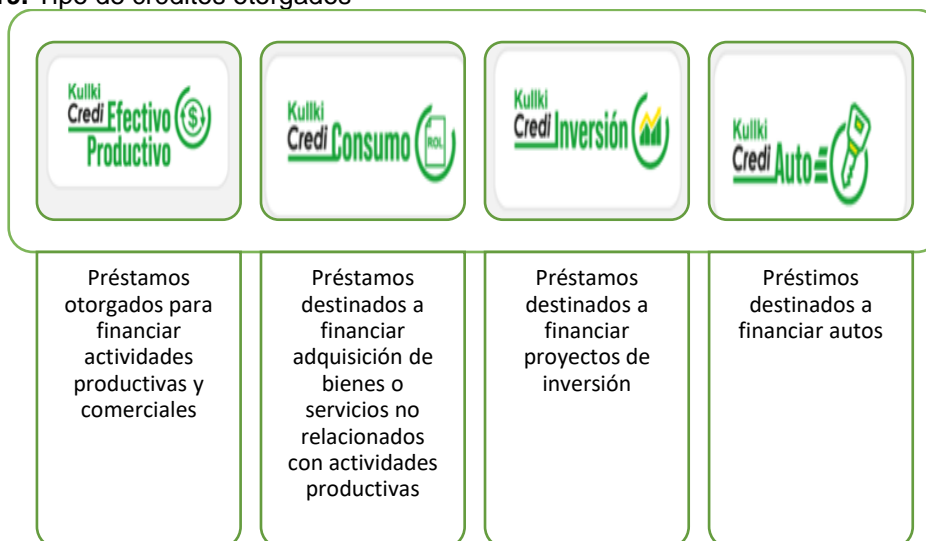 Tipo de créditos otorgados
Kullki
Credi Efectivo
Productivo
Kullki
Credi Consumo
ROL
Kullki
Credi Inversión
Kullki
Credi Auto
Préstamos
otorgados para
financiar
actividades
productivas y
comerciales
Préstamos
destinados a
financiar
adquisición de
bienes o
servicios no
relacionados
con actividades
productivas
Préstamos
destinados a
financiar
proyectos de
inversión
Préstimos
destinados a
financiar autos